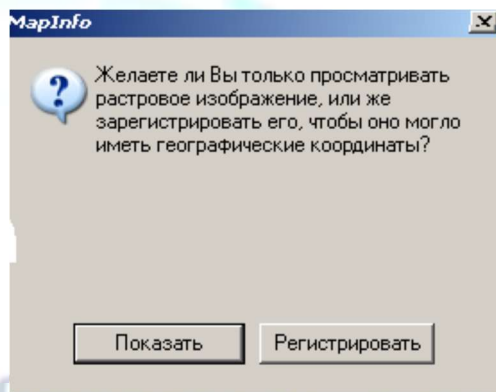 MapInfo
Желаете ли Вы только просматривать
растровое изображение, или же
зарегистрировать его, чтобы оно могло
иметь географические координаты?
Показать Регистрировать